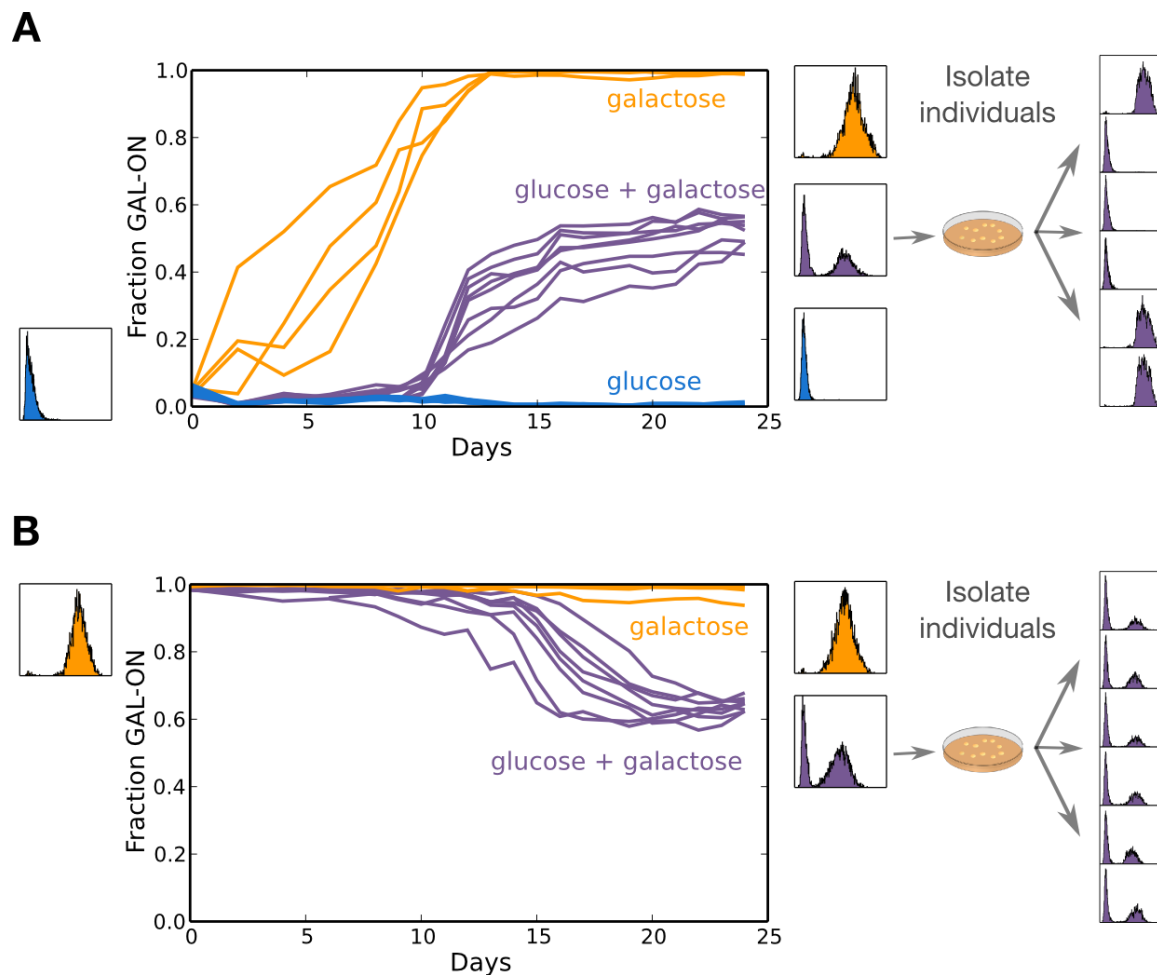 A
Fraction GAL-ON
1.0
0.8
0.6
0.4
0.2
0.0
0
5
10
15
20
25
Days
galactose
glucose + galactose
glucose
Isolate
individuals
B
Fraction GAL-ON
1.0
0.8
0.6
0.4
0.2
0.0
0
5
10
15
20
25
Days
galactose
glucose + galactose
Isolate
individuals